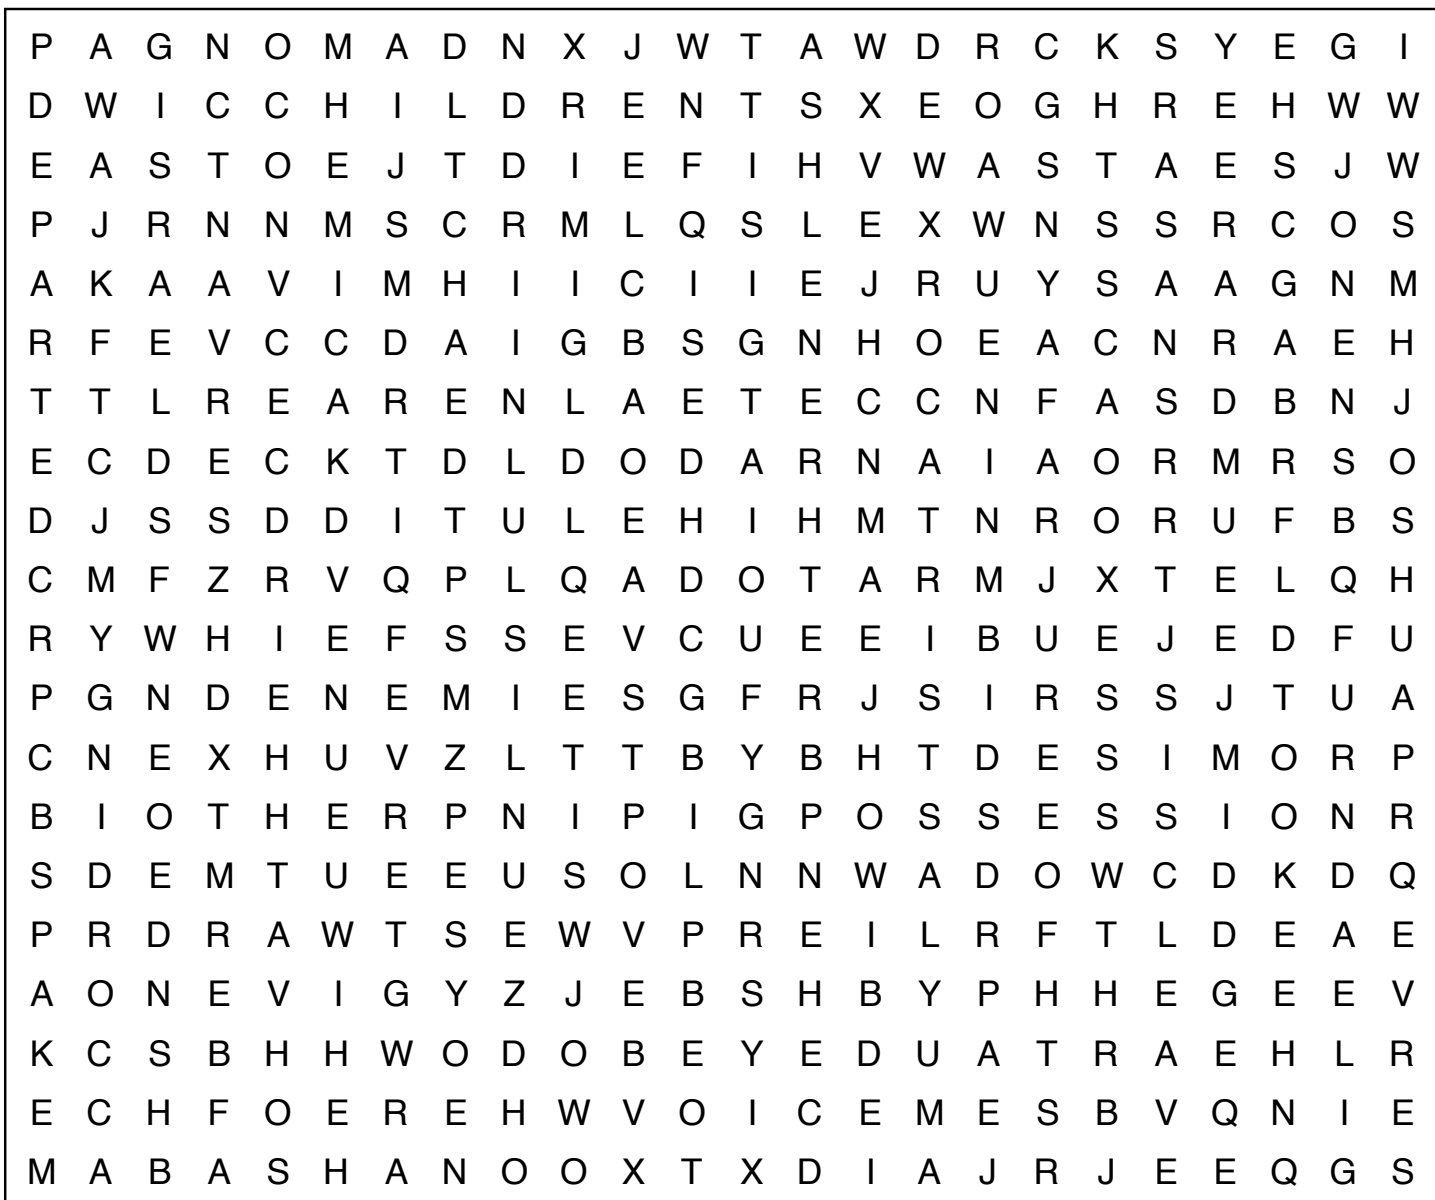 P A G N O M A D N X J W T A W D R C K S Y E G I
D W I C C H I L D R E N T S X E O G H R E H W W
E A S T O E J T D I E F I H V W A S T A E S J W
P J R N N M S C R M L Q S L E X W N S S R C O S
A K A A V I M H I I C I I E J R U Y S A A G N M
R F E V C C D A I G B S G N H O E A C N R A E H
T T L R E A R E N L A E T E C C N F A S D B N J
E C D E C K T D L D O D A R N A I A O R M R S O
D J S S D D I T U L E H I H M T N R O R U F B S
C M F Z R V Q P L Q A D O T A R M J X T E L Q H
R Y W H I E F S S E V C U E E I B U E J E D F U
P G N D E N E M I E S G F R J S I R S S J T U A
C N E X H U V Z L T T B Y B H T D E S I M O R P
B I O T H E R P N I P I G P O S S E S S I O N R
S D E M T U E E U S O L N N W A D O W C D K D Q
P R D R A W T S E W V P R E I L R F T L D E A E
A O N E V I G Y Z J E B S H B Y P H H E G E E V
K C S B H H W O D O B E Y E D U A T R A E H L R
E C H F O E R E H W V O I C E M E S B V Q N I E
M A B A S H A N O O X T X D I A J R J E E Q G S